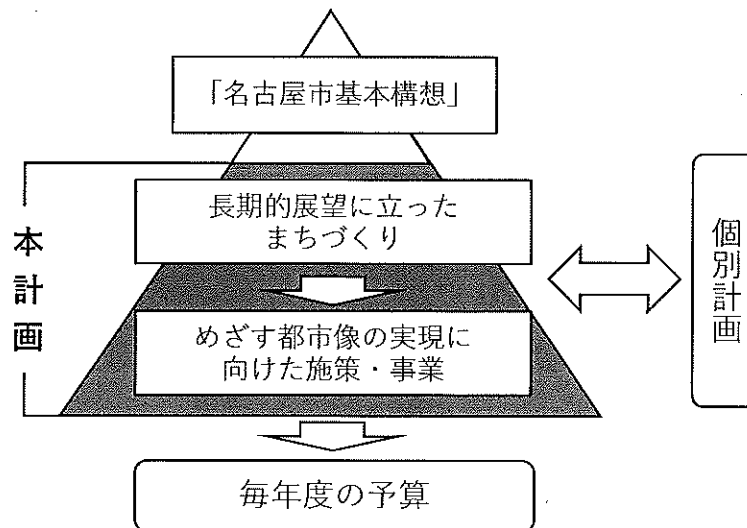 「名古屋市基本構想」
長期的展望に立った
まちづくり
めざす都市像の実現に
向けた施策・事業
毎年度の予算
本計画
個別計画